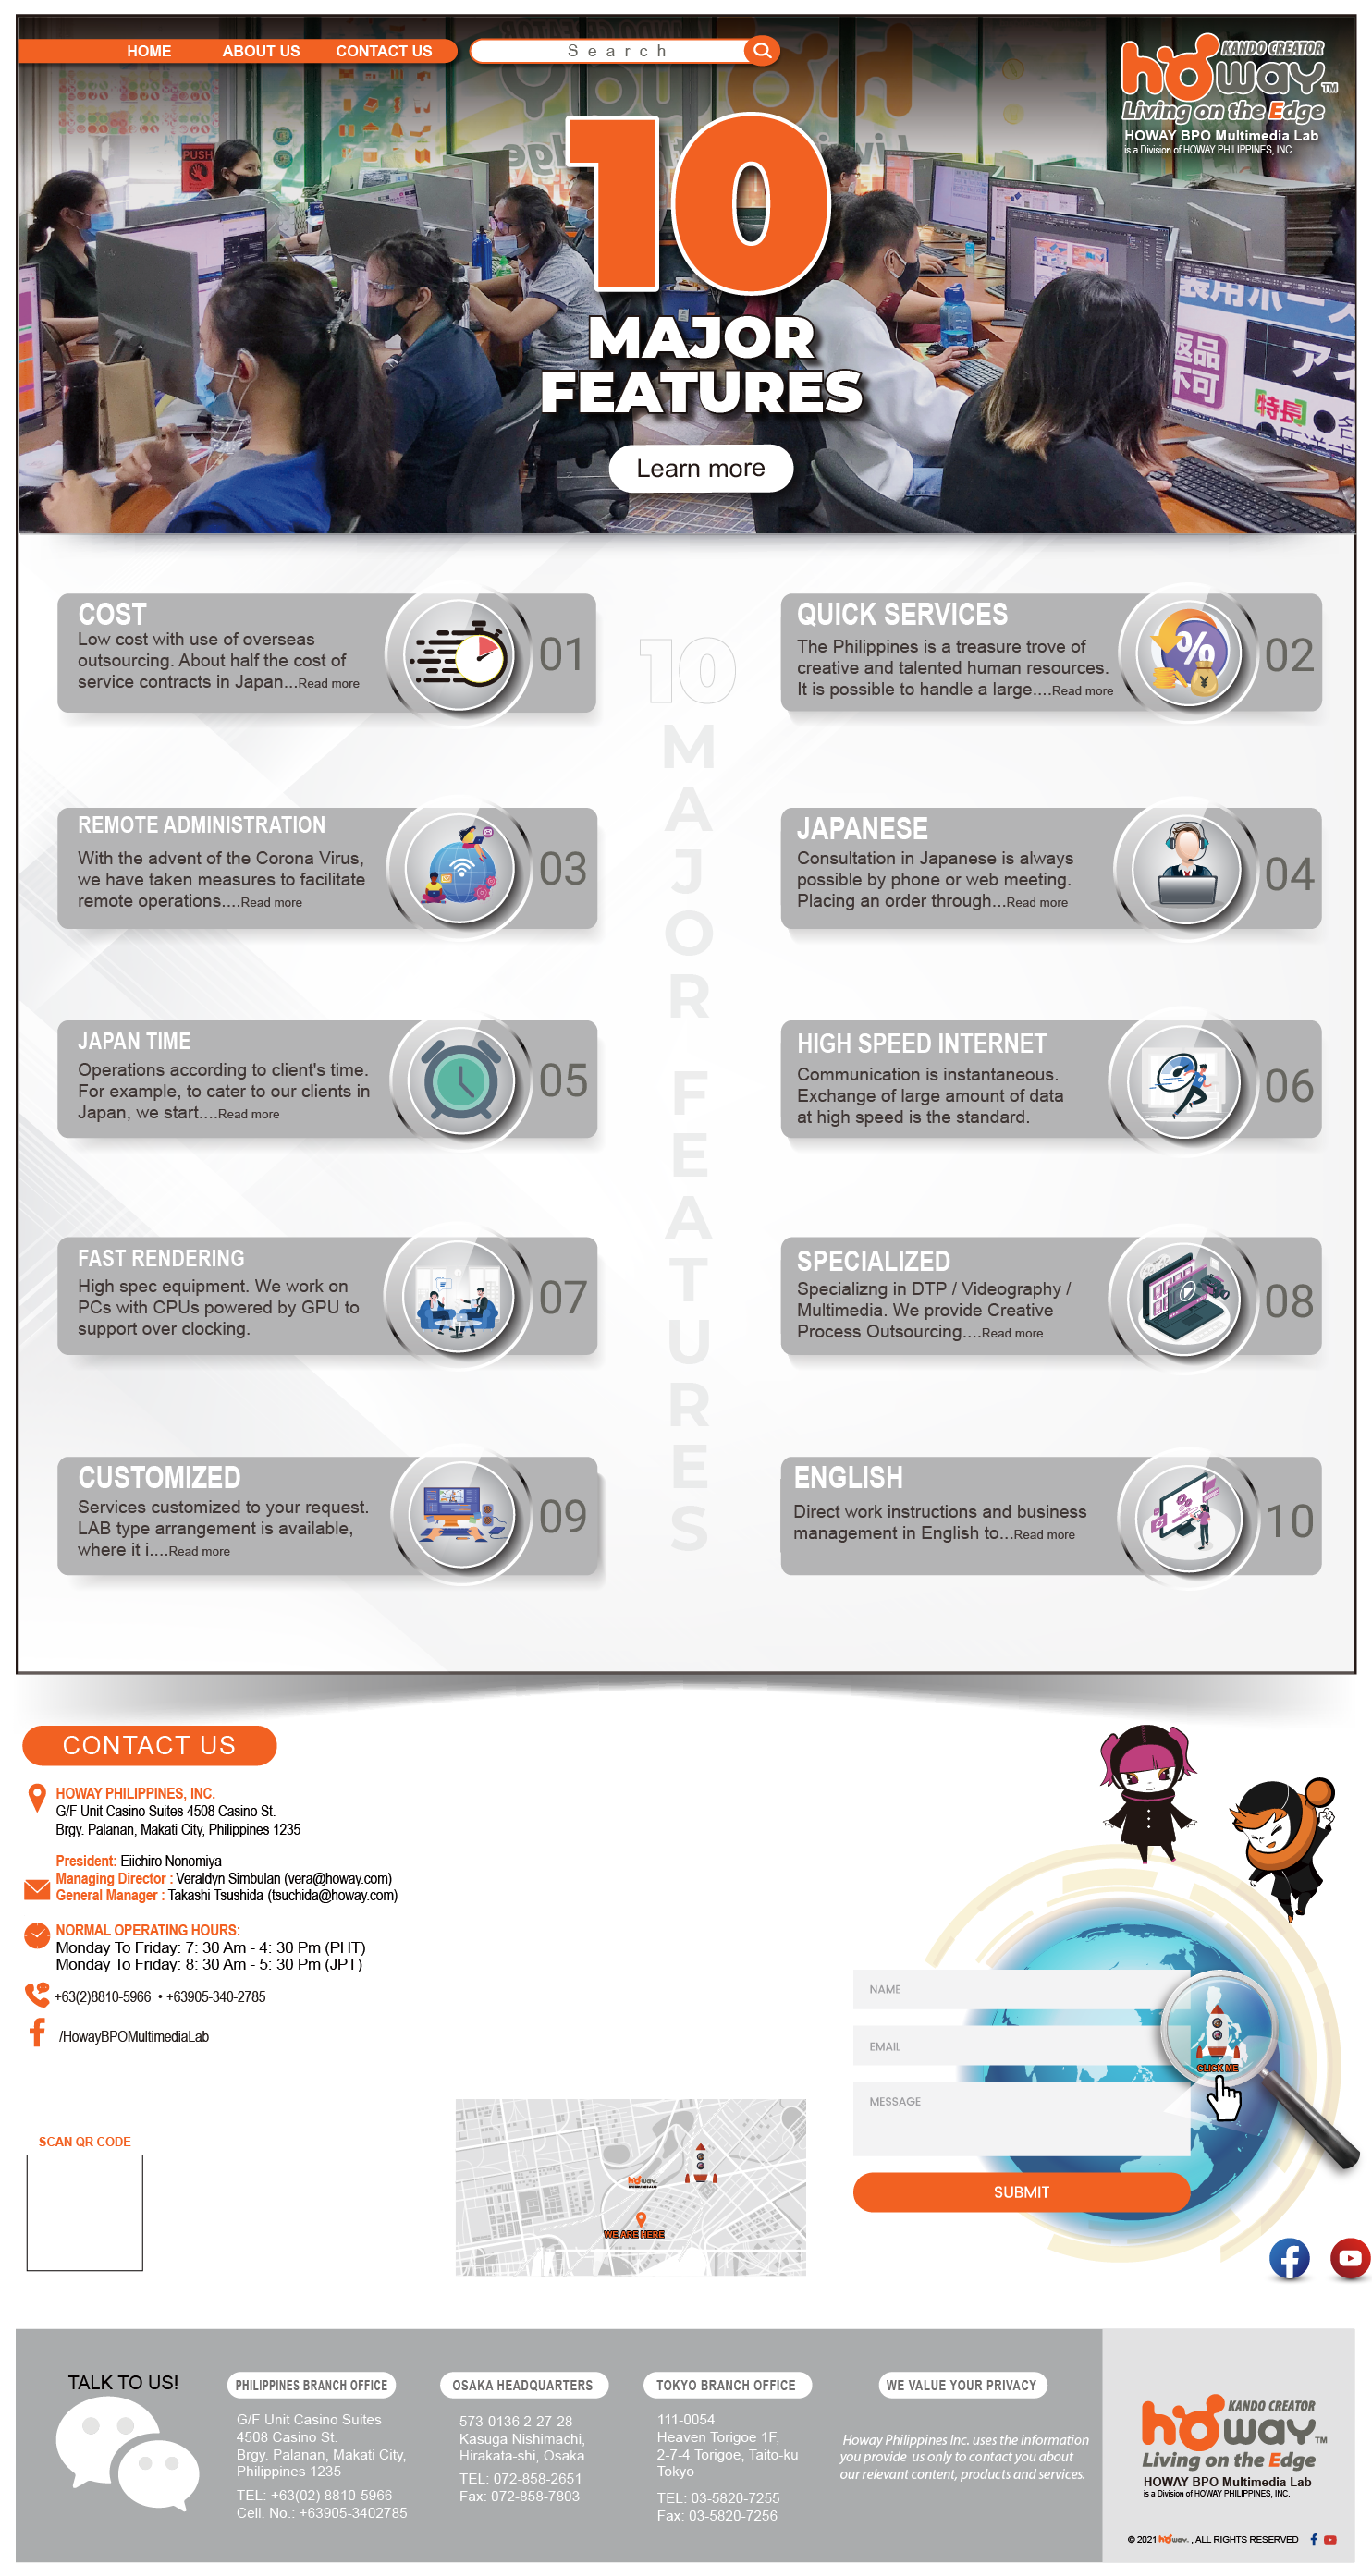 HOME ABOUT US CONTACT US Search
KANDO CREATOR
howay TM
Living on the Edge
HOWAY BPO Multimedia Lab
is a Division of HOWAY PHILIPPINES, INC.
PUSH
10
MAJOR
FEATURES
Learn more
返品
不可
特長
COST
Low cost with use of overseas
outsourcing. About half the cost of
service contracts in Japan...Read more
01
QUICK SERVICES
The Philippines is a treasure trove of
creative and talented human resources.
It is possible to handle a large....Read more
02
10 MAJOR FEATURES
REMOTE ADMINISTRATION
With the advent of the Corona Virus,
we have taken measures to facilitate
remote operations....Read more
03
JAPANESE
Consultation in Japanese is always
possible by phone or web meeting.
Placing an order through...Read more
04
JAPAN TIME
Operations according to client's time.
For example, to cater to our clients in
Japan, we start....Read more
05
HIGH SPEED INTERNET
Communication is instantaneous.
Exchange of large amount of data
at high speed is the standard.
06
FAST RENDERING
High spec equipment. We work on
PCs with CPUs powered by GPU to
support over clocking.
07
SPECIALIZED
Specializng in DTP / Videography /
Multimedia. We provide Creative
Process Outsourcing....Read more
08
CUSTOMIZED
Services customized to your request.
LAB type arrangement is available,
where it i....Read more
09
ENGLISH
Direct work instructions and business
management in English to...Read more
10
CONTACT US
HOWAY PHILIPPINES, INC.
G/F Unit Casino Suites 4508 Casino St.
Brgy. Palanan, Makati City, Philippines 1235
President: Eiichiro Nonomiya
Managing Director : Veraldyn Simbulan (vera@howay.com)
General Manager : Takashi Tsushida (tsuchida@howay.com)
NORMAL OPERATING HOURS:
Monday To Friday: 7: 30 Am - 4: 30 Pm (PHT)
Monday To Friday: 8: 30 Am - 5: 30 Pm (JPT)
+63(2)8810-5966 • +63905-340-2785
/HowayBPOMultimediaLab
SCAN QR CODE
howay
WE ARE HERE
NAME
EMAIL
MESSAGE
CLICK ME
SUBMIT
TALK TO US!
PHILIPPINES BRANCH OFFICE
G/F Unit Casino Suites
4508 Casino St.
Brgy. Palanan, Makati City,
Philippines 1235
TEL: +63(02) 8810-5966
Cell. No.: +63905-3402785
OSAKA HEADQUARTERS
573-0136 2-27-28
Kasuga Nishimachi,
Hirakata-shi, Osaka
TEL: 072-858-2651
Fax: 072-858-7803
TOKYO BRANCH OFFICE
111-0054
Heaven Torigoe 1F,
2-7-4 Torigoe, Taito-ku
Tokyo
TEL: 03-5820-7255
Fax: 03-5820-7256
WE VALUE YOUR PRIVACY
Howay Philippines Inc. uses the information
you provide us only to contact you about
our relevant content, products and services.
KANDO CREATOR
howay TM
Living on the Edge
HOWAY BPO Multimedia Lab
is a Division of HOWAY PHILIPPINES, INC.
© 2021 howay. , ALL RIGHTS RESERVED